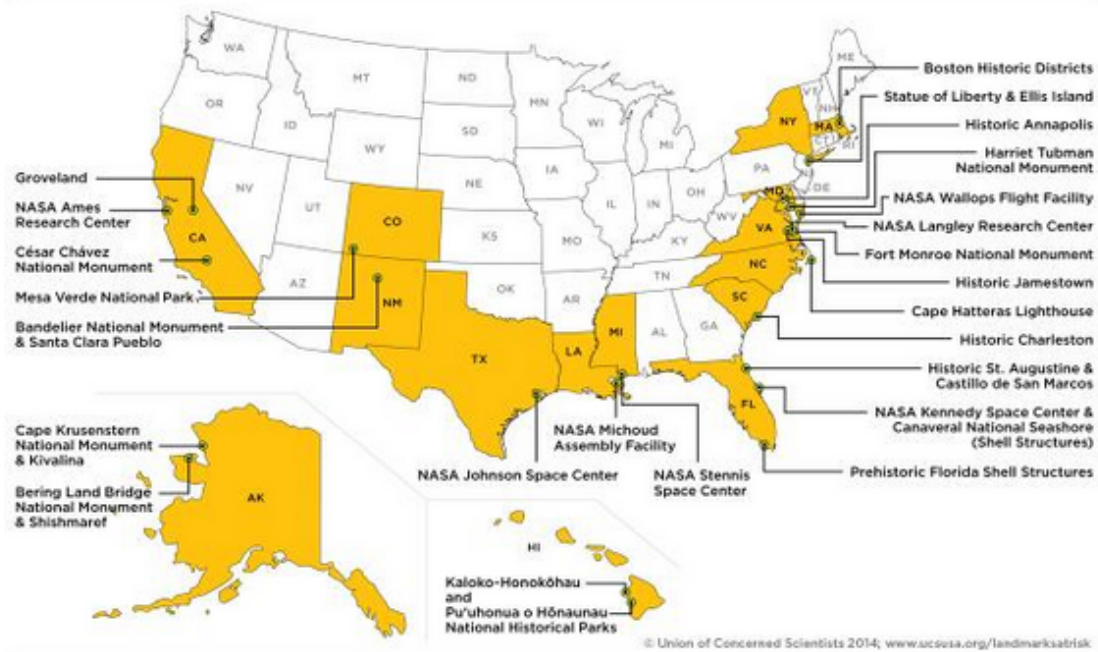 WA
MT
ND
MN
ME
VT
NH
OR
ID
SD
WI
MI
NY
MA
CT
RI
WY
NE
IA
PA
NJ
NV
UT
CO
KS
IL
IN
OH
WV
MD
DE
VA
CA
MO
KY
NC
AZ
NM
OK
TN
AR
SC
TX
LA
MI
AL
GA
FL
AK
HI
Groveland
NASA Ames
Research Center
César Chávez
National Monument
Mesa Verde National Park
Bandelier National Monument
& Santa Clara Pueblo
Boston Historic Districts
Statue of Liberty & Ellis Island
Historic Annapolis
Harriet Tubman
National Monument
NASA Wallops Flight Facility
NASA Langley Research Center
Fort Monroe National Monument
Historic Jamestown
Cape Hatteras Lighthouse
Historic Charleston
Historic St. Augustine &
Castillo de San Marcos
NASA Kennedy Space Center &
Canaveral National Seashore
(Shell Structures)
Prehistoric Florida Shell Structures
NASA Michoud
Assembly Facility
NASA Johnson Space Center
NASA Stennis
Space Center
Cape Krusenstern
National Monument
& Kivalina
Bering Land Bridge
National Monument
& Shishmaref
Kaloko-Honokōhau
and
Pu'uhonua o Hōnaunau
National Historical Parks
© Union of Concerned Scientists 2014; www.ucsusa.org/landmarksatrisk